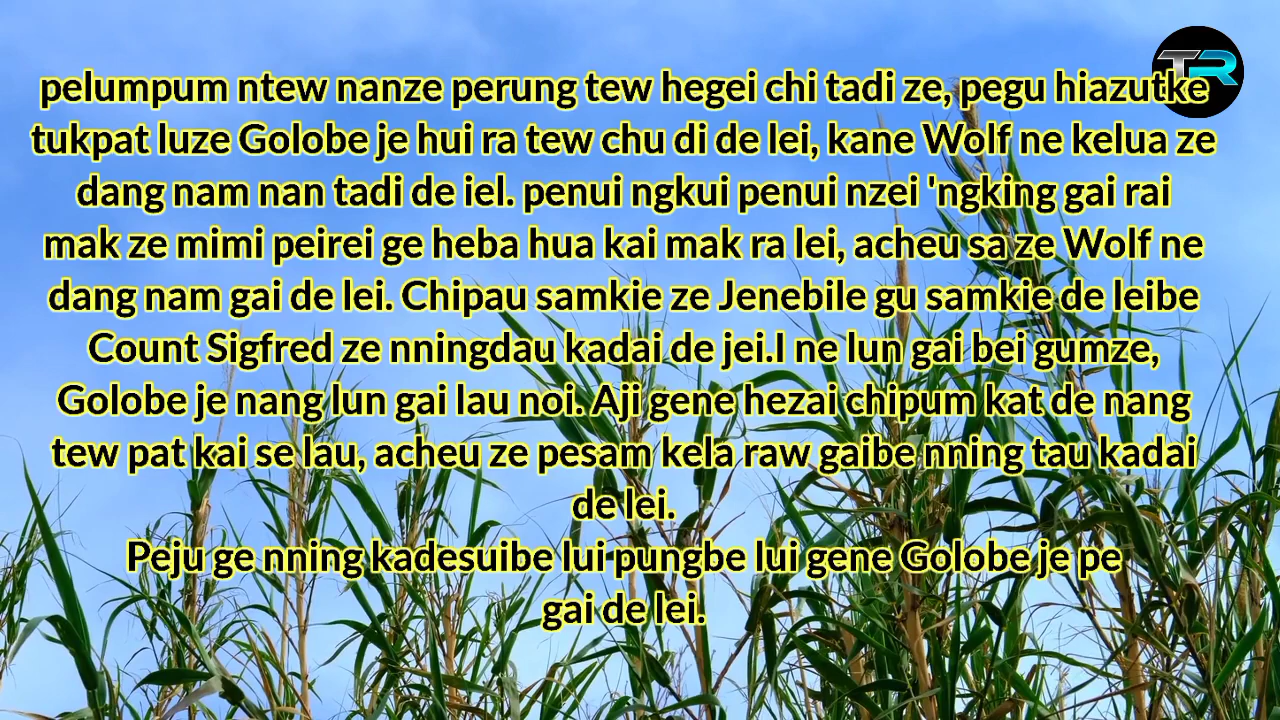 TR
pelumpum ntew nanze perung tew hegei chi tadi ze, pegu hiazutke
tukpat luze Golobe je hui ra tew chu di de lei, kane Wolf ne kelua ze
dang nam nan tadi de iel. penui ngkui penui nzei 'ngking gai rai
mak ze mimi peirei ge heba hua kai mak ra lei, acheu sa ze Wolf ne
dang nam gai de lei. Chipau samkie ze Jenebile gu samkie de leibe
Count Sigfred ze nningdau kadai de jei.I ne lun gai bei gumze,
Golobe je nang lun gai lau noi. Aji gene hezai chipum kat de nang
tew pat kai se lau, acheu ze pesam kela raw gaibe nning tau kadai
de lei.
Peju ge nning kadesuibe lui pungbe lui gene Golobe je pe
gai de lei.